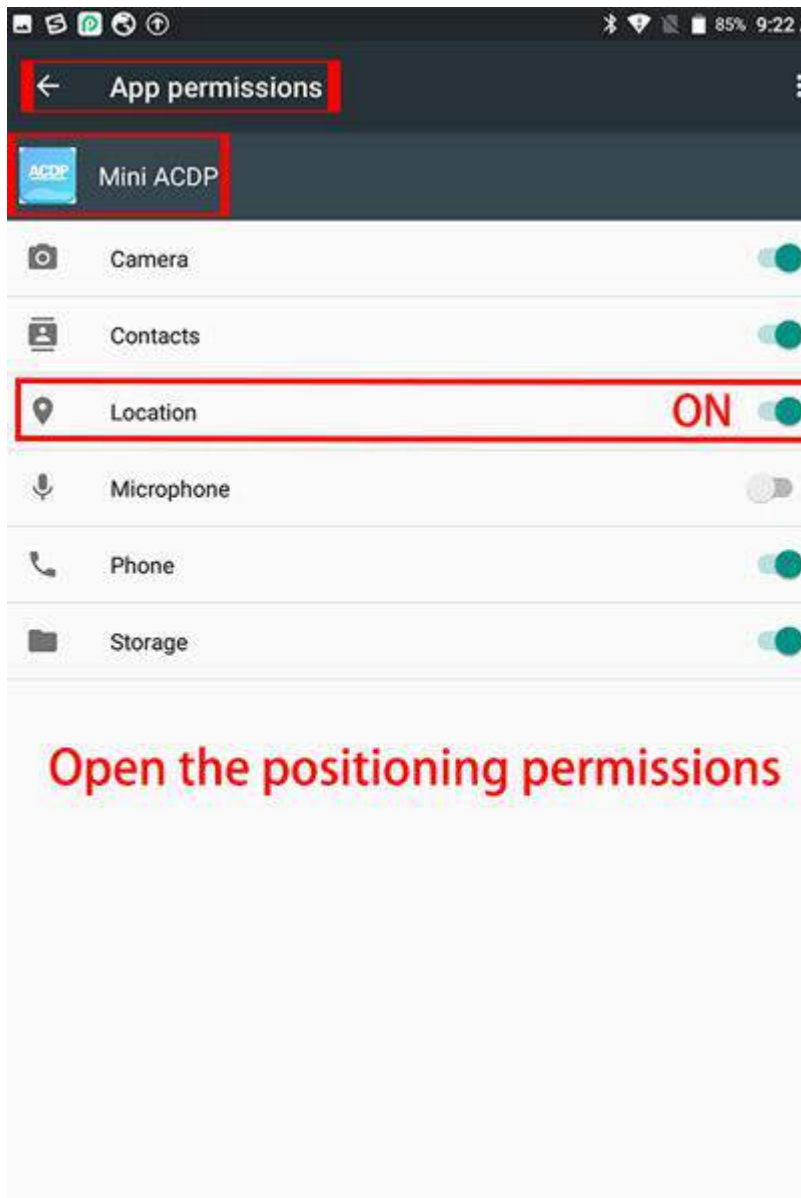 85% 9:22
App permissions
ACDP
Mini ACDP
Camera
Contacts
Location ON
Microphone
Phone
Storage
Open the positioning permissions